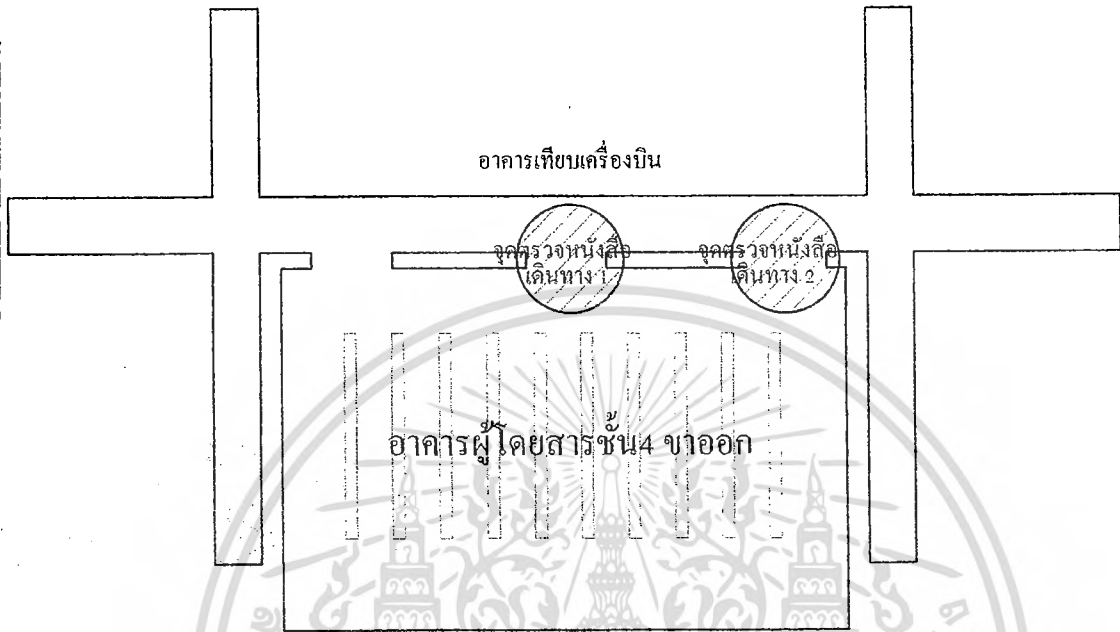 อาคารเทียบเครื่องบิน
จุดตรวจหนังสือ
เดินทาง 1
จุดตรวจหนังสือ
เดินทาง 2
อาคารผู้โดยสารชั้น4 ขาออก